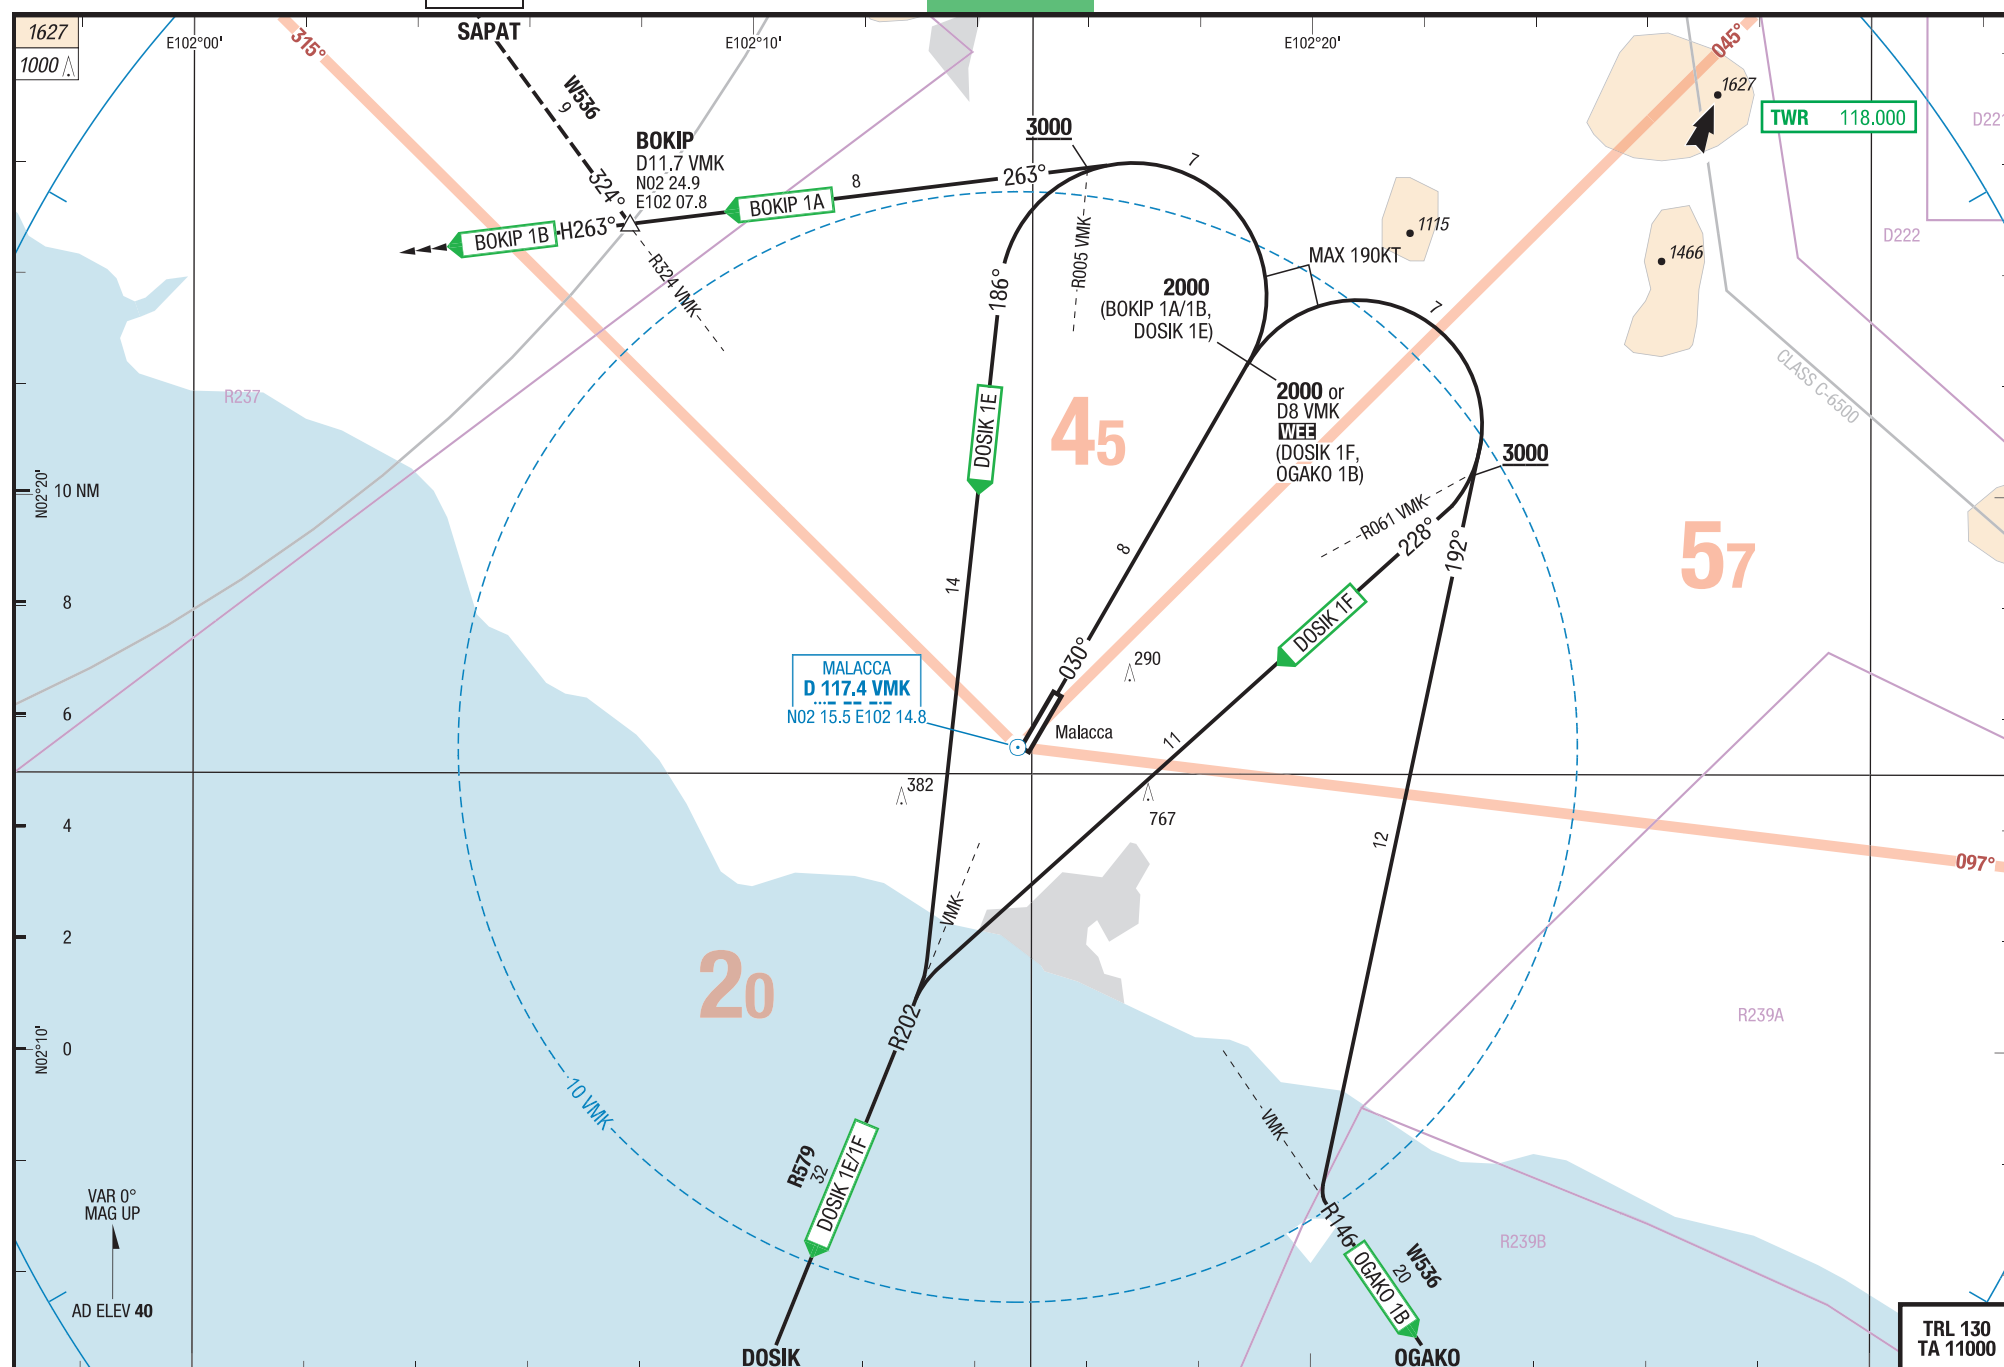 1627
1000
E102°00'
315°
SAPAT
E102°10'
E102°20'
045°
1627
TWR 118.000
D221
W536
9
BOKIP
D11.7 VMK
N02 24.9
E102 07.8
324°
3000
263°
8
BOKIP 1A
7
H263°
BOKIP 1B
R324 VMK
R005 VMK
186°
1115
1466
D222
MAX 190KT
2000
(BOKIP 1A/1B,
DOSIK 1E)
7
2000 or
D8 VMK
WEE
(DOSIK 1F,
OGAKO 1B)
CLASS C-6500
R237
DOSIK 1E
45
3000
N02°20'
10 NM
R061 VMK
228°
192°
57
8
14
8
DOSIK 1F
030°
290
MALACCA
D 117.4 VMK
N02 15.5 E102 14.8
6
Malacca
11
382
767
4
12
097°
VMK
2
20
R202
R239A
N02°10'
0
10 VMK
VMK
R579
32
DOSIK 1E/1F
VAR 0°
MAG UP
AD ELEV 40
R146
W536
20
OGAKO 1B
R239B
TRL 130
TA 11000
DOSIK
OGAKO